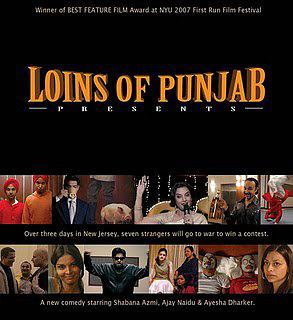 Winner of BEST FEATURE FILM Award at NYU 2007 First Run Film Festival
LOINS OF PUNJAB
PRESENTS
Over three days in New Jersey, seven strangers will go to war to win a contest.
A new comedy starring Shabana Azmi, Ajay Naidu & Ayesha Dharker.